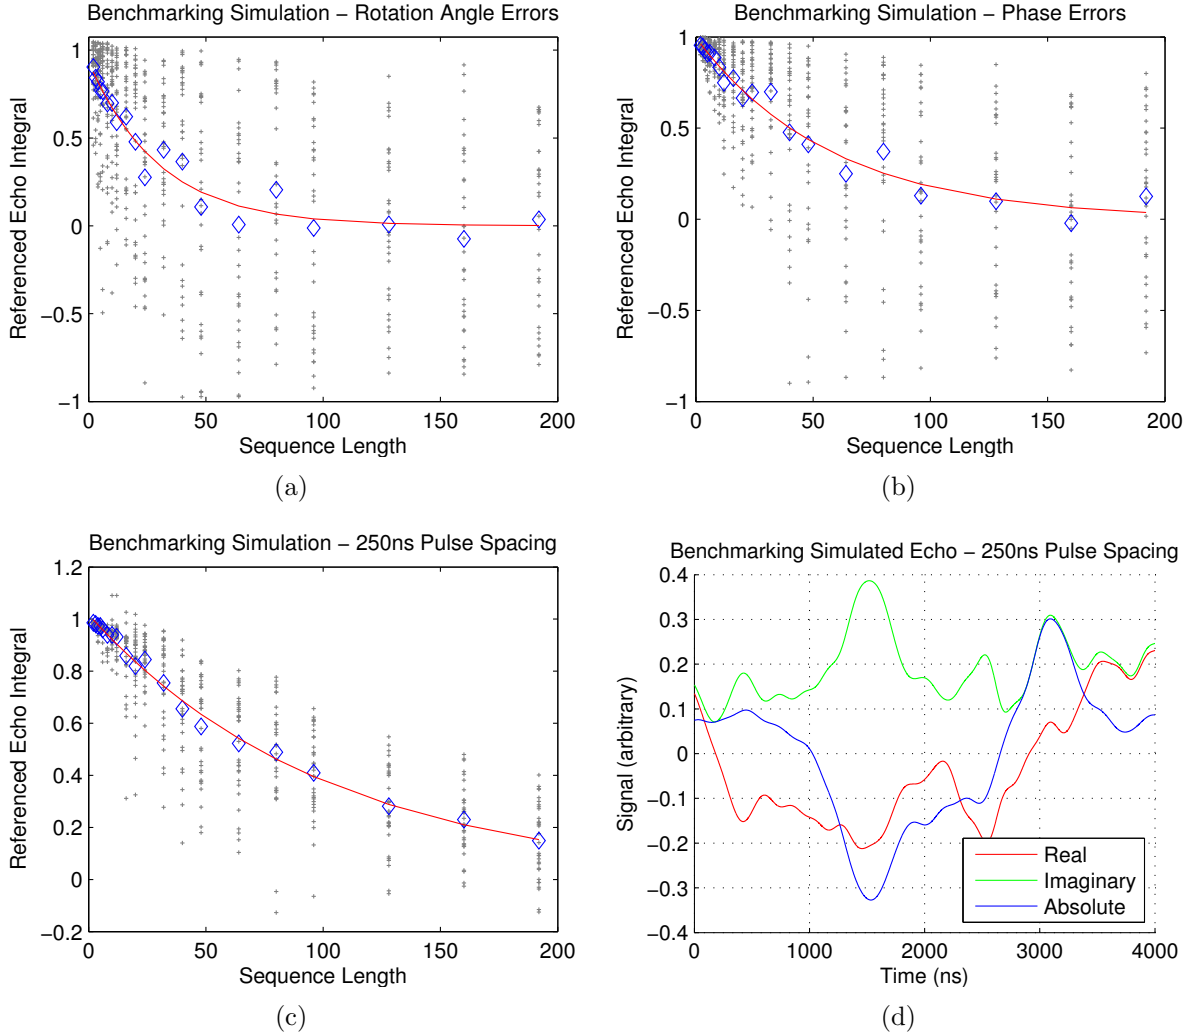 Benchmarking Simulation − Rotation Angle Errors
Referenced Echo Integral
1
0.5
0
−0.5
−1
0 50 100 150 200
Sequence Length
(a)
Benchmarking Simulation − Phase Errors
Referenced Echo Integral
1
0.5
0
−0.5
−1
0 50 100 150 200
Sequence Length
(b)
Benchmarking Simulation − 250ns Pulse Spacing
Referenced Echo Integral
1.2
1
0.8
0.6
0.4
0.2
0
−0.2
0 50 100 150 200
Sequence Length
(c)
Benchmarking Simulated Echo − 250ns Pulse Spacing
Signal (arbitrary)
0.4
0.3
0.2
0.1
0
−0.1
−0.2
−0.3
−0.4
Real
Imaginary
Absolute
0 1000 2000 3000 4000
Time (ns)
(d)